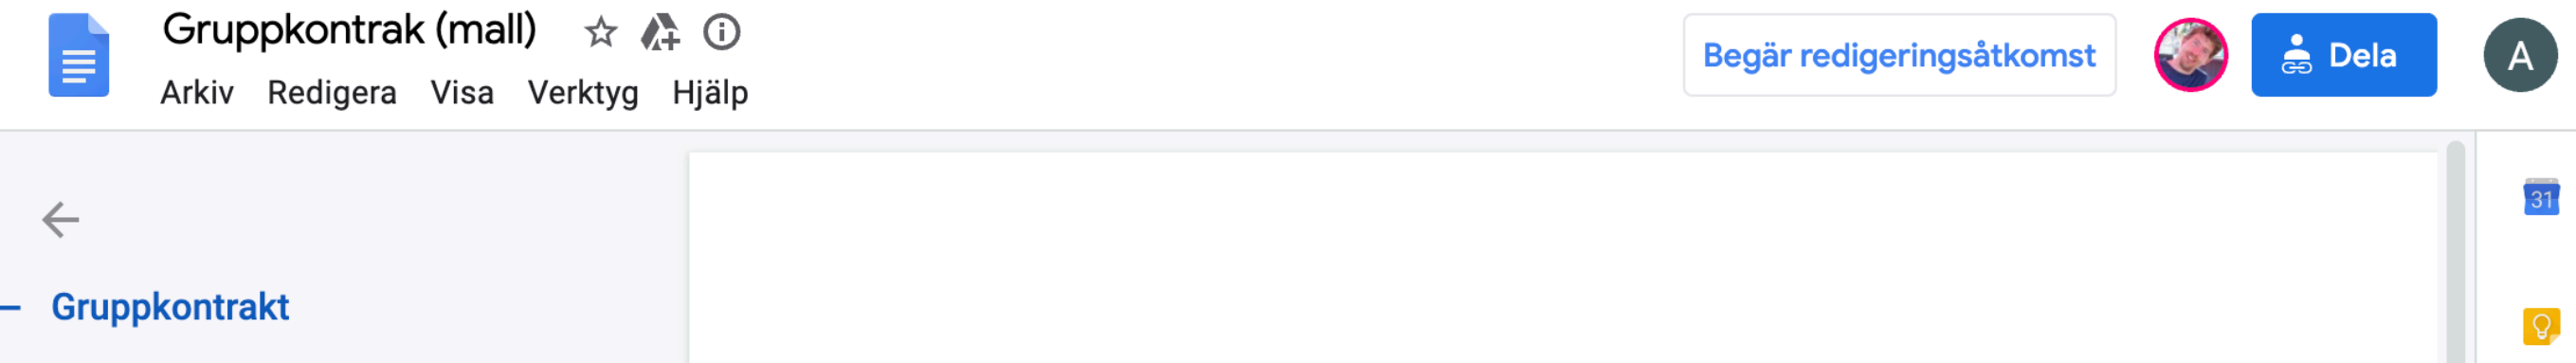 Gruppkontrak (mall)
Arkiv Redigera Visa Verktyg Hjälp
Begär redigeringsåtkomst
Dela
A
31
Gruppkontrakt